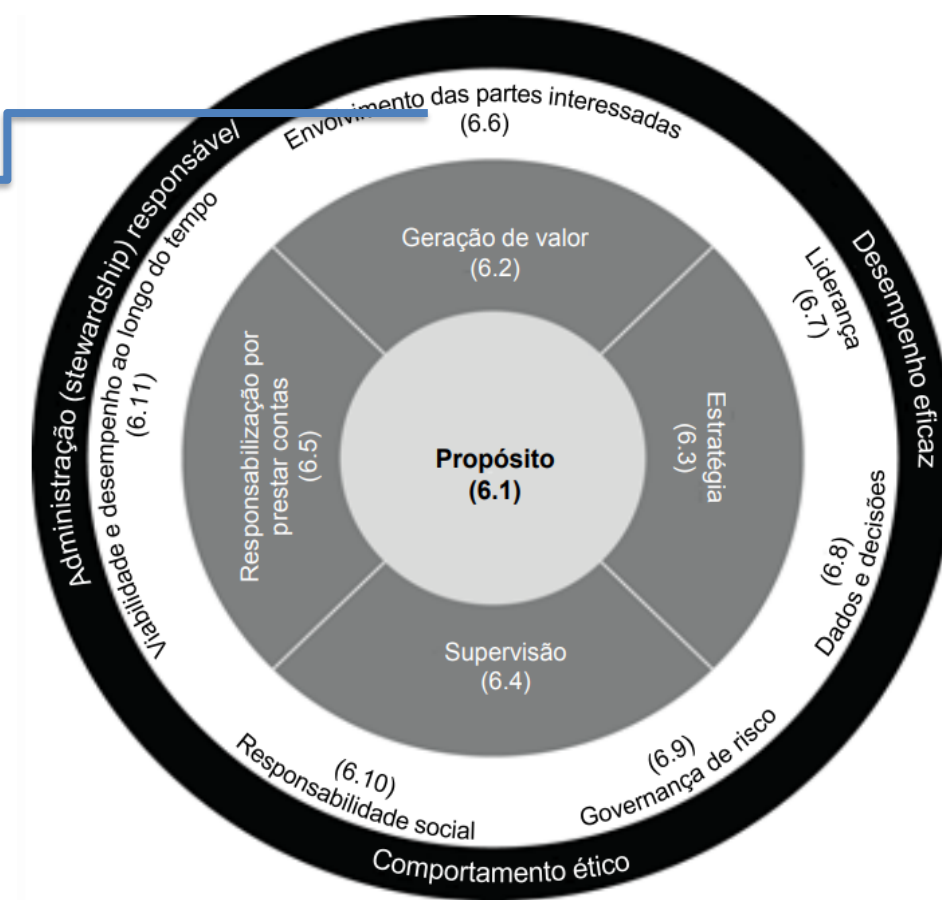 Administração (stewardship) responsável
Desempenho eficaz
Comportamento ético
Envolvimento das partes interessadas
(6.6)
Liderança
(6.7)
(6.8)
Dados e decisões
(6.9)
Governança de risco
(6.10)
Responsabilidade social
Viabilidade e desempenho ao longo do tempo
(6.11)
Geração de valor
(6.2)
Estratégia
(6.3)
Supervisão
(6.4)
Responsabilização por
prestar contas
(6.5)
Propósito
(6.1)